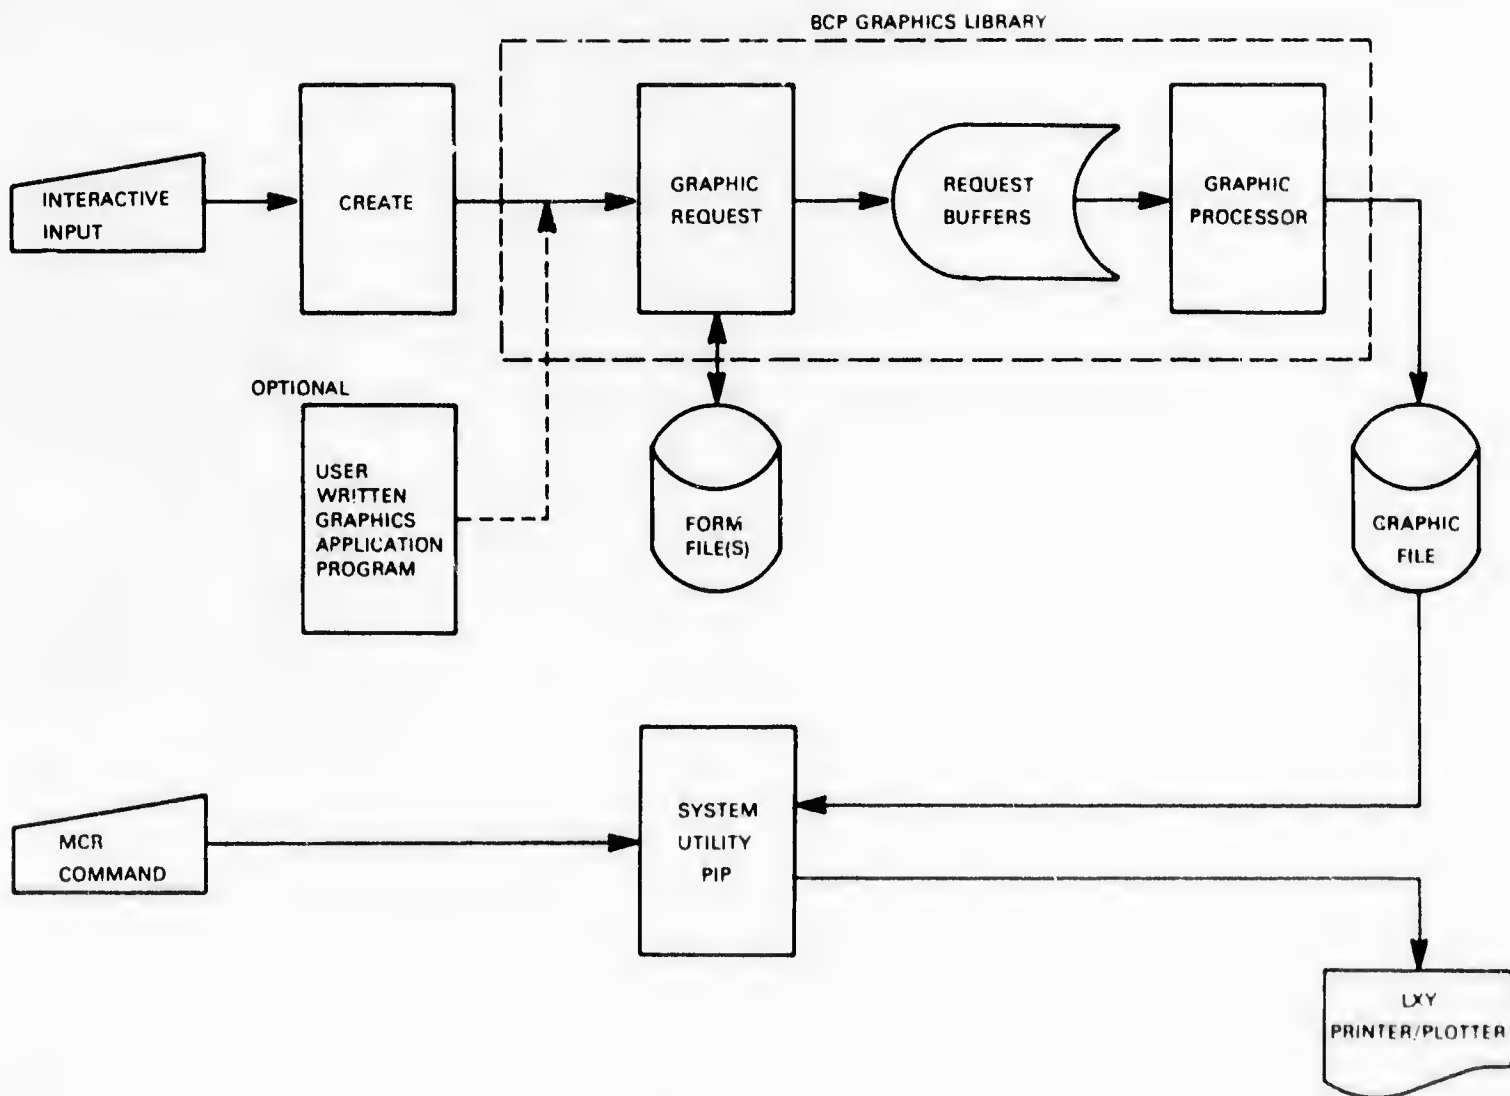 BCP GRAPHICS LIBRARY
INTERACTIVE
INPUT
CREATE
GRAPHIC
REQUEST
REQUEST
BUFFERS
GRAPHIC
PROCESSOR
OPTIONAL
USER
WRITTEN
GRAPHICS
APPLICATION
PROGRAM
FORM
FILE(S)
GRAPHIC
FILE
MCR
COMMAND
SYSTEM
UTILITY
PIP
LXY
PRINTER/PLOTTER